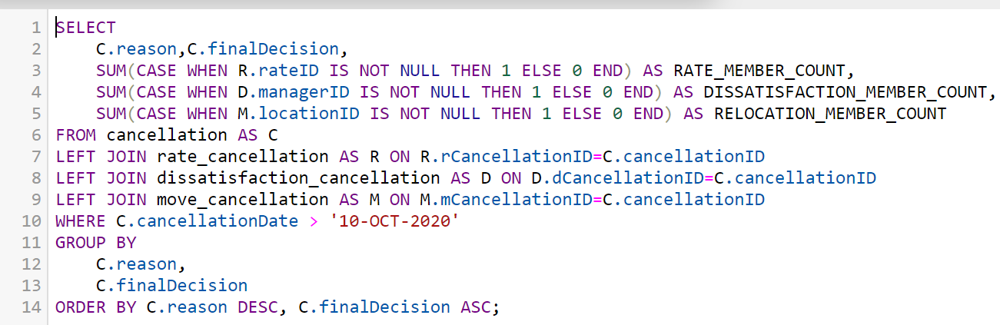 1 SELECT
2 C.reason,C.finalDecision,
3 SUM(CASE WHEN R.rateID IS NOT NULL THEN 1 ELSE 0 END) AS RATE_MEMBER_COUNT,
4 SUM(CASE WHEN D.managerID IS NOT NULL THEN 1 ELSE 0 END) AS DISSATISFACTION_MEMBER_COUNT,
5 SUM(CASE WHEN M.locationID IS NOT NULL THEN 1 ELSE 0 END) AS RELOCATION_MEMBER_COUNT
6 FROM cancellation AS C
7 LEFT JOIN rate_cancellation AS R ON R.rCancellationID=C.cancellationID
8 LEFT JOIN dissatisfaction_cancellation AS D ON D.dCancellationID=C.cancellationID
9 LEFT JOIN move_cancellation AS M ON M.mCancellationID=C.cancellationID
10 WHERE C.cancellationDate > '10-OCT-2020'
11 GROUP BY
12 C.reason,
13 C.finalDecision
14 ORDER BY C.reason DESC, C.finalDecision ASC;